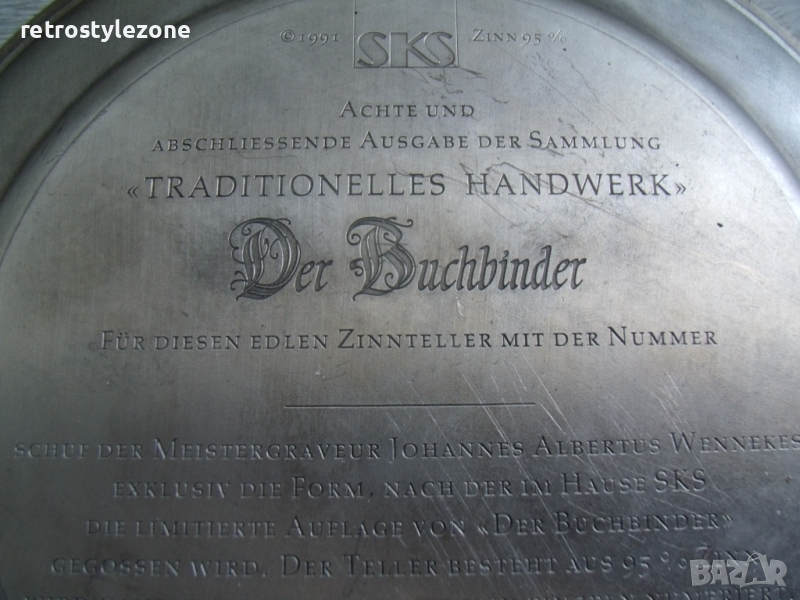 retrostylezone
©1991 SKS ZINN 95 %
ACHTE UND
ABSCHLIESSENDE AUSGABE DER SAMMLUNG
«TRADITIONELLES HANDWERK»
Der Buchbinder
FÜR DIESEN EDLEN ZINNTELLER MIT DER NUMMER
SCHUF DER MEISTERGRAVEUR JOHANNES ALBERTUS WENNEKES
EXKLUSIV DIE FORM, NACH DER IM HAUSE SKS
DIE LIMITIERTE AUFLAGE VON «DER BUCHBINDER»
GEGOSSEN WIRD. DER TELLER BESTEHT AUS 95 % ZINN
BAZAR